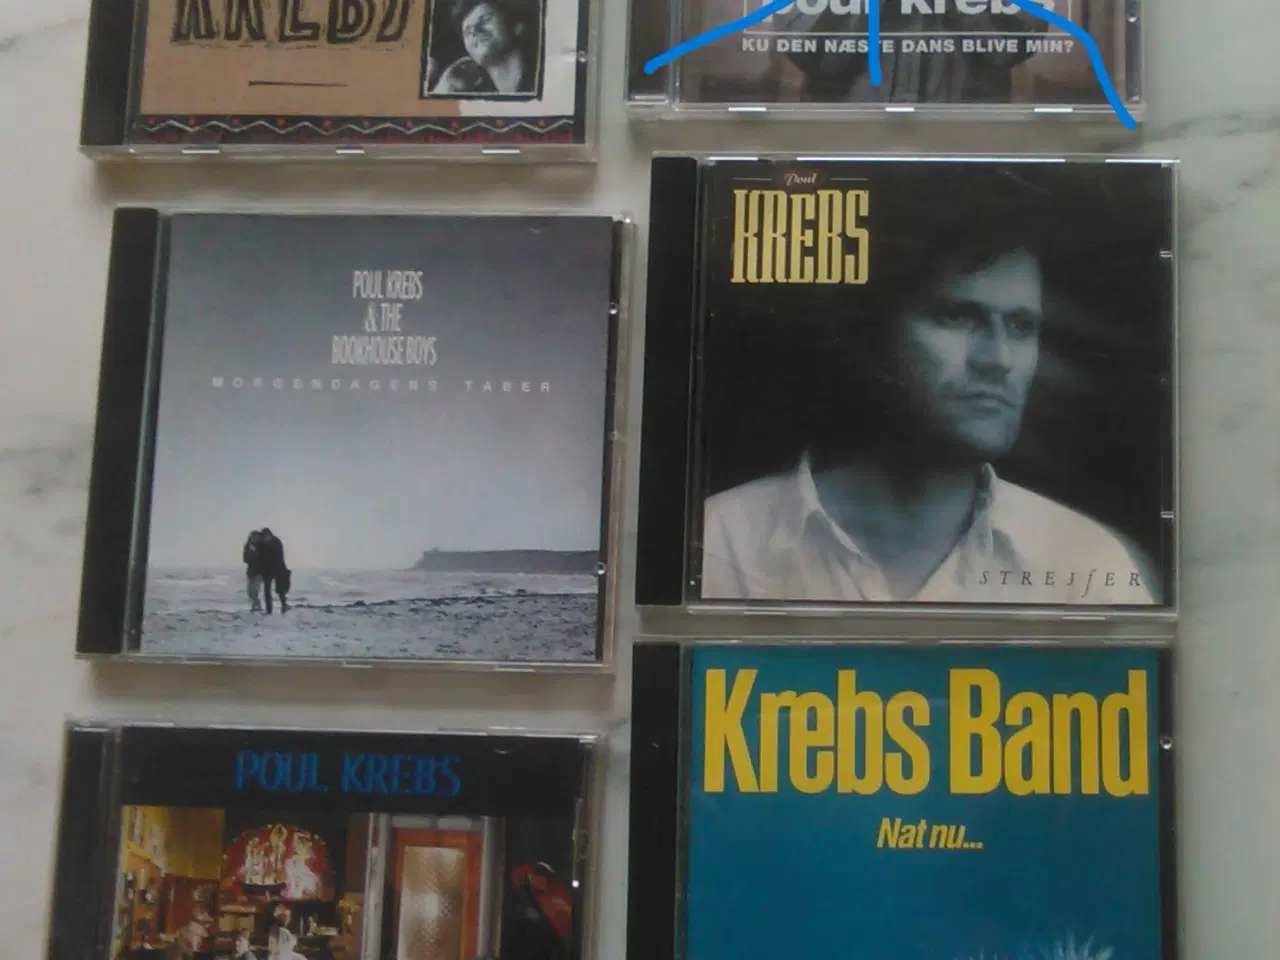 KREBS
poul krebs
KU DEN NÆSTE DANS BLIVE MIN?
POUL KREBS
& THE
BOOKHOUSE BOYS
MORGENDAGENS TABER
Poul
KREBS
STREJfER
POUL KREBS
Krebs Band
Nat nu...